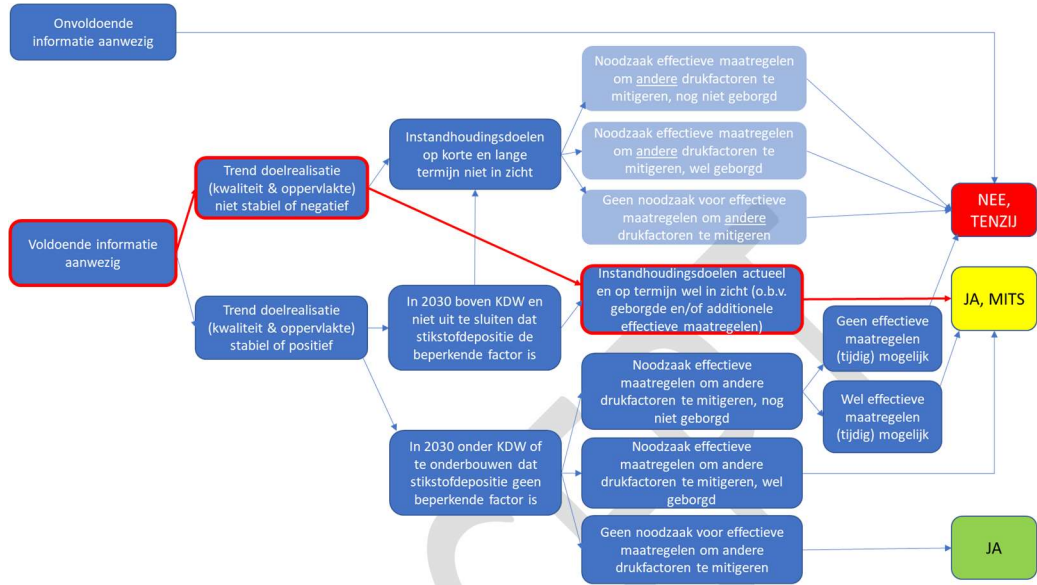 Onvoldoende
informatie aanwezig
Noodzaak effectieve maatregelen
om andere drukfactoren te
mitigeren, nog niet geborgd
Instandhoudingsdoelen
op korte en lange
termijn niet in zicht
Noodzaak effectieve maatregelen
om andere drukfactoren te
mitigeren, wel geborgd
Trend doelrealisatie
(kwaliteit & oppervlakte)
niet stabiel of negatief
Geen noodzaak voor effectieve
maatregelen om andere
drukfactoren te mitigeren
NEE,
TENZIJ
Voldoende informatie
aanwezig
Instandhoudingsdoelen actueel
en op termijn wel in zicht (o.b.v.
geborgde en/of additionele
effectieve maatregelen)
JA, MITS
Trend doelrealisatie
(kwaliteit & oppervlakte)
stabiel of positief
In 2030 boven KDW en
niet uit te sluiten dat
stikstofdepositie de
beperkende factor is
Geen effectieve
maatregelen
(tijdig) mogelijk
Noodzaak effectieve
maatregelen om andere
drukfactoren te mitigeren, nog
niet geborgd
Wel effectieve
maatregelen
(tijdig) mogelijk
In 2030 onder KDW of
te onderbouwen dat
stikstofdepositie geen
beperkende factor is
Noodzaak effectieve
maatregelen om andere
drukfactoren te mitigeren, wel
geborgd
Geen noodzaak voor effectieve
maatregelen om andere
drukfactoren te mitigeren
JA